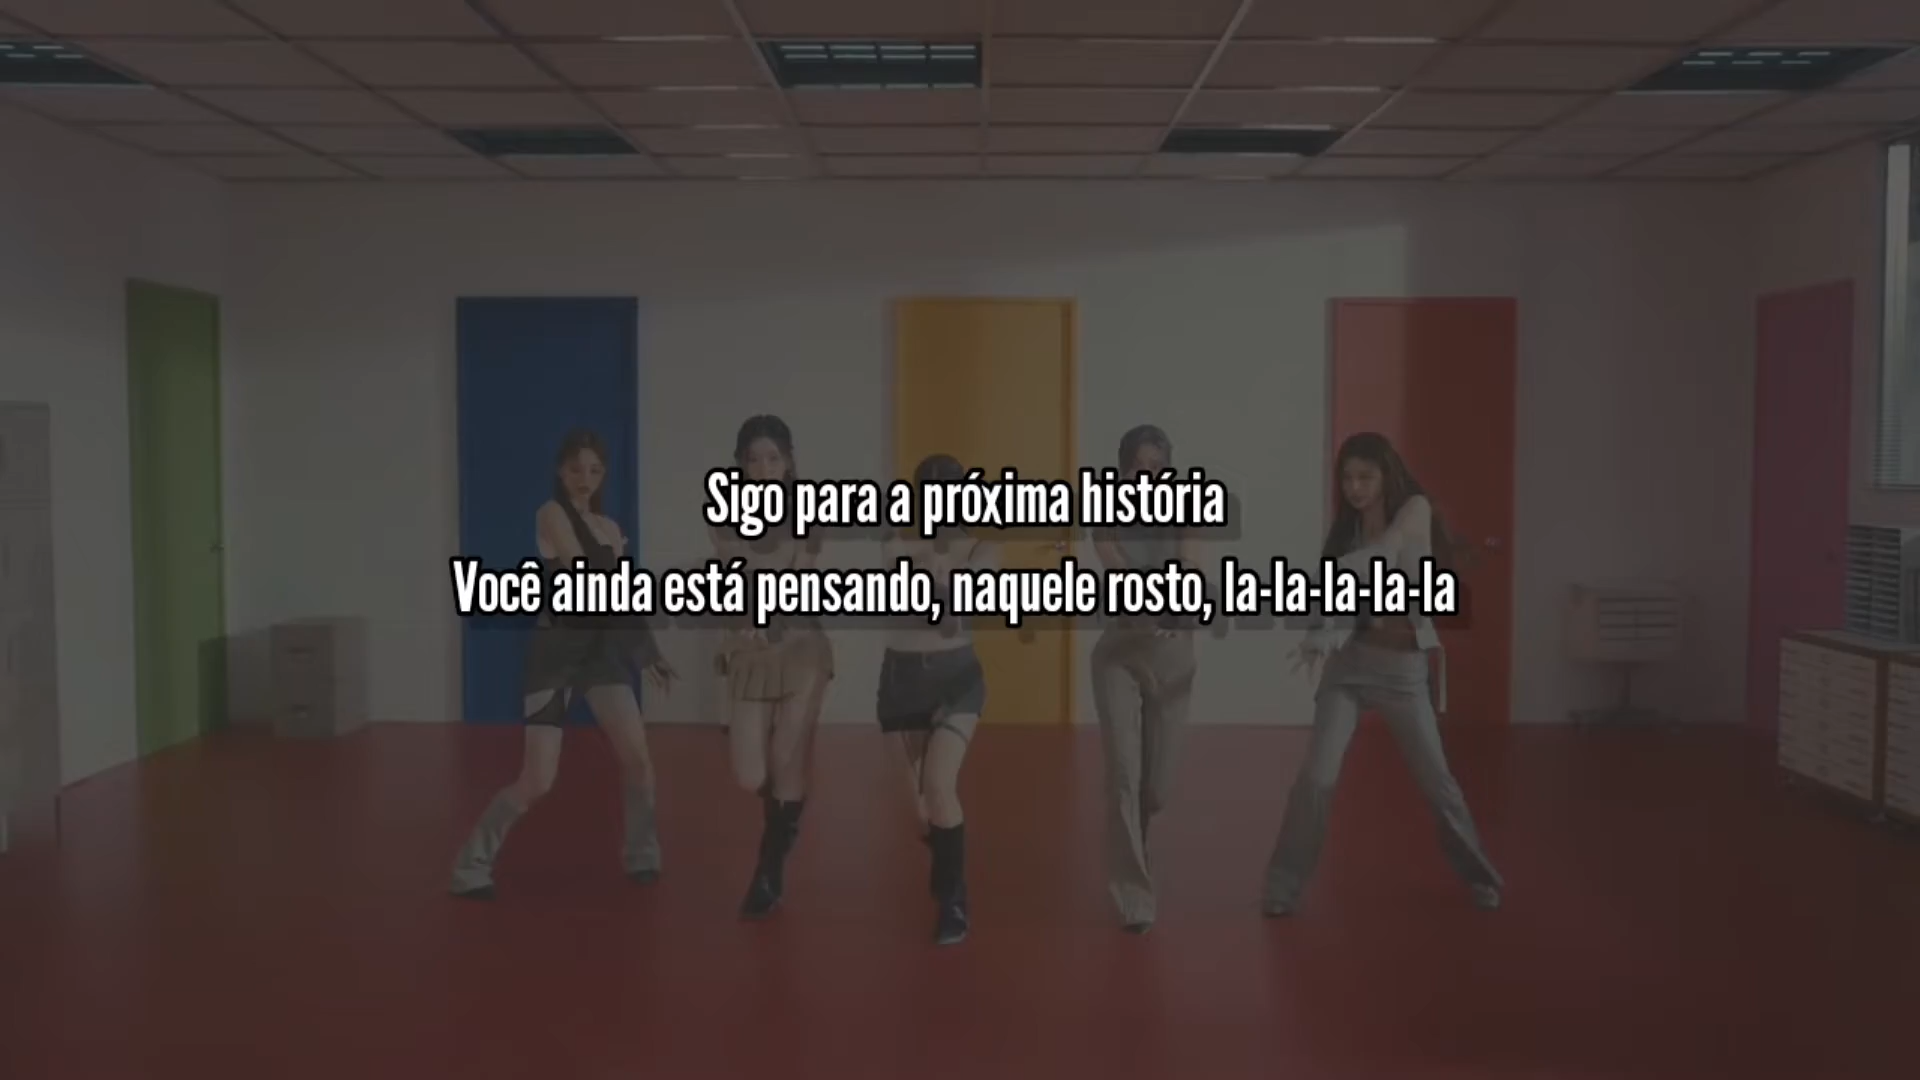 Sigo para a próxima história
Você ainda está pensando, naquele rosto, la-la-la-la-la